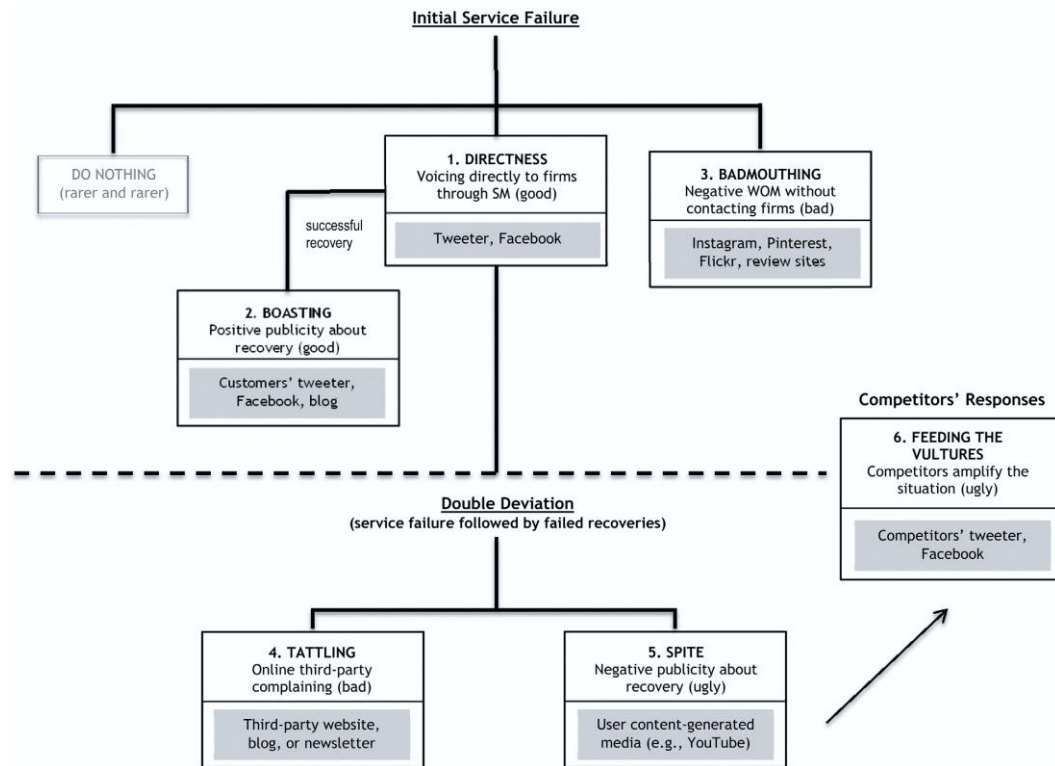 Initial Service Failure
DO NOTHING
(rarer and rarer)
1. DIRECTNESS
Voicing directly to firms
through SM (good)
Tweeter, Facebook
3. BADMOUTHING
Negative WOM without
contacting firms (bad)
Instagram, Pinterest,
Flickr, review sites
successful
recovery
2. BOASTING
Positive publicity about
recovery (good)
Customers’ tweeter,
Facebook, blog
Competitors’ Responses
6. FEEDING THE
VULTURES
Competitors amplify the
situation (ugly)
Competitors’ tweeter,
Facebook
Double Deviation
(service failure followed by failed recoveries)
4. TATTLING
Online third-party
complaining (bad)
Third-party website,
blog, or newsletter
5. SPITE
Negative publicity about
recovery (ugly)
User content-generated
media (e.g., YouTube)